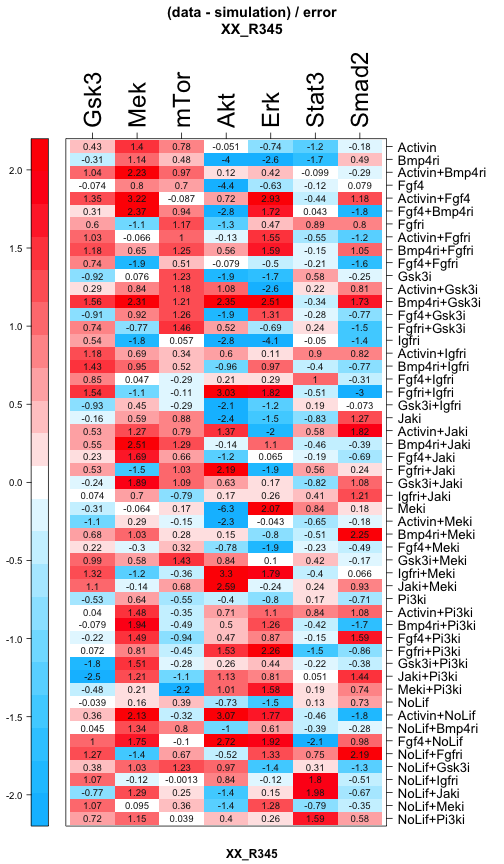 (data - simulation) / error
XX_R345
Gsk3 Mek mTor Akt Erk Stat3 Smad2
0.43 1.4 0.78 -0.051 -0.74 -1.2 -0.18 Activin
-0.31 1.14 0.48 -4 -2.6 -1.7 0.49 Bmp4ri
1.04 2.23 0.97 0.12 0.42 -0.099 -0.29 Activin+Bmp4ri
-0.074 0.8 0.7 -4.4 -0.63 -0.12 0.079 Fgf4
1.35 3.22 -0.087 0.72 2.93 -0.44 1.18 Activin+Fgf4
0.31 2.37 0.94 -2.8 1.72 0.043 -1.8 Fgf4+Bmp4ri
0.6 -1.1 1.17 -1.3 0.47 0.89 0.8 Fgfri
1.03 -0.066 1 -0.13 1.55 -0.55 -1.2 Activin+Fgfri
1.18 0.65 1.25 0.56 1.59 -0.15 1.05 Bmp4ri+Fgfri
0.74 -1.9 0.51 -0.079 -0.5 -0.21 -1.6 Fgf4+Fgfri
-0.92 0.076 1.23 -1.9 -1.7 0.58 -0.25 Gsk3i
0.29 0.84 1.18 1.08 -2.6 0.22 0.81 Activin+Gsk3i
1.56 2.31 1.21 2.35 2.51 -0.34 1.73 Bmp4ri+Gsk3i
-0.91 0.92 1.26 -1.9 1.31 -0.28 -0.77 Fgf4+Gsk3i
0.74 -0.77 1.46 0.52 -0.69 0.24 -1.5 Fgfri+Gsk3i
0.54 -1.8 0.057 -2.8 -4.1 -0.05 -1.4 Igfri
1.18 0.69 0.34 0.6 0.11 0.9 0.82 Activin+Igfri
1.43 0.95 0.52 -0.96 0.97 -0.4 -0.77 Bmp4ri+Igfri
0.85 0.047 -0.29 0.21 0.29 1 -0.31 Fgf4+Igfri
1.54 -1.1 -0.11 3.03 1.82 -0.51 -3 Fgfri+Igfri
-0.93 0.45 -0.29 -2.1 -1.2 0.19 -0.073 Gsk3i+Igfri
-0.16 0.59 0.88 -2.4 -1.5 -0.83 1.27 Jaki
0.53 1.27 0.79 1.37 -2 0.58 1.82 Activin+Jaki
0.55 2.51 1.29 -0.14 1.1 -0.46 -0.39 Bmp4ri+Jaki
0.23 1.69 0.66 -1.2 0.065 -0.19 -0.69 Fgf4+Jaki
0.53 -1.5 1.03 2.19 -1.9 0.56 0.24 Fgfri+Jaki
-0.24 1.89 1.09 0.63 0.17 -0.82 1.08 Gsk3i+Jaki
0.074 0.7 -0.79 0.17 0.26 0.41 1.21 Igfri+Jaki
-0.31 -0.064 0.17 -6.3 2.07 0.84 0.18 Meki
-1.1 0.29 -0.15 -2.3 -0.043 -0.65 -0.18 Activin+Meki
0.68 1.03 0.28 0.15 -0.8 -0.51 2.25 Bmp4ri+Meki
0.22 -0.3 0.32 -0.78 -1.9 -0.23 -0.49 Fgf4+Meki
0.99 0.58 1.43 0.84 0.1 0.42 -0.17 Gsk3i+Meki
1.32 -1.2 -0.36 3.3 1.79 -0.4 0.066 Igfri+Meki
1.1 -0.14 0.68 2.59 -0.24 0.24 0.93 Jaki+Meki
-0.53 0.64 -0.55 -0.4 -0.8 0.17 -0.71 Pi3ki
0.04 1.48 -0.35 0.71 1.1 0.84 1.08 Activin+Pi3ki
-0.079 1.94 -0.49 0.5 1.26 -0.42 -1.7 Bmp4ri+Pi3ki
-0.22 1.49 -0.94 0.47 0.87 -0.15 1.59 Fgf4+Pi3ki
0.072 0.81 -0.45 1.53 2.26 -1.5 -0.86 Fgfri+Pi3ki
-1.8 1.51 -0.28 0.26 0.44 -0.22 -0.38 Gsk3i+Pi3ki
-2.5 1.21 -1.1 1.13 0.81 0.051 1.44 Jaki+Pi3ki
-0.48 0.21 -2.2 1.01 1.58 0.19 0.74 Meki+Pi3ki
-0.039 0.16 0.39 -0.73 -1.5 0.13 0.73 NoLif
0.36 2.13 -0.32 3.07 1.77 -0.46 -1.8 Activin+NoLif
0.045 1.34 0.8 -1 0.61 -0.39 -0.28 NoLif+Bmp4ri
1 1.75 -0.1 2.72 1.92 -2.1 0.98 Fgf4+NoLif
1.27 -1.4 0.67 -0.52 1.33 0.75 2.19 NoLif+Fgfri
0.38 1.03 1.23 0.97 -1.4 0.31 -1.3 NoLif+Gsk3i
1.07 -0.12 -0.0013 0.84 -0.12 1.8 -0.51 NoLif+Igfri
-0.77 1.29 0.25 -1.4 0.15 1.98 -0.67 NoLif+Jaki
1.07 0.095 0.36 -1.4 1.28 -0.79 -0.35 NoLif+Meki
0.72 1.15 0.039 0.4 0.26 1.59 0.58 NoLif+Pi3ki
2.0
1.5
1.0
0.5
0.0
-0.5
-1.0
-1.5
-2.0
XX_R345